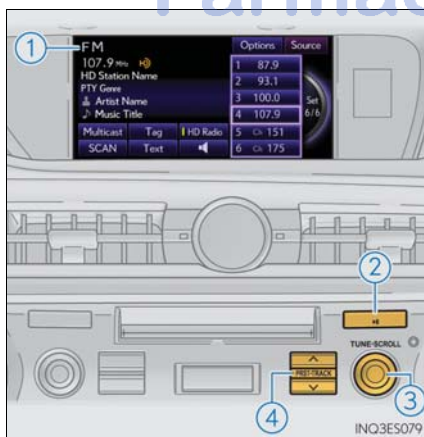 Farmac
1
FM
Options Source
107.9 MHz HD
HD Station Name
PTY Genre
Artist Name
Music Title
1 87.9
2 93.1
3 100.0
4 107.9
5 Ch 151
6 Ch 175
Set
6/6
Multicast Tag HD Radio
SCAN Text
2
TUNE•SCROLL
PRST•TRACK
3
4
INQ3ES079